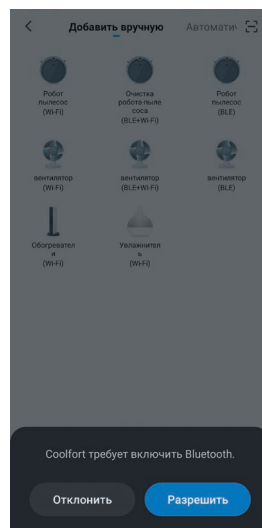 Добавить вручную
Автомати
Робот
пылесос
(Wi-Fi)
Очистка
робота пыле
соса
(BLE+Wi-Fi)
Робот
пылесос
(BLE)
вентилятор
(Wi-Fi)
вентилятор
(BLE+Wi-Fi)
вентилятор
(BLE)
Обогревател
и
(Wi-Fi)
Увлажнител
ь
(Wi-Fi)
Coolfort требует включить Bluetooth.
Отклонить
Разрешить